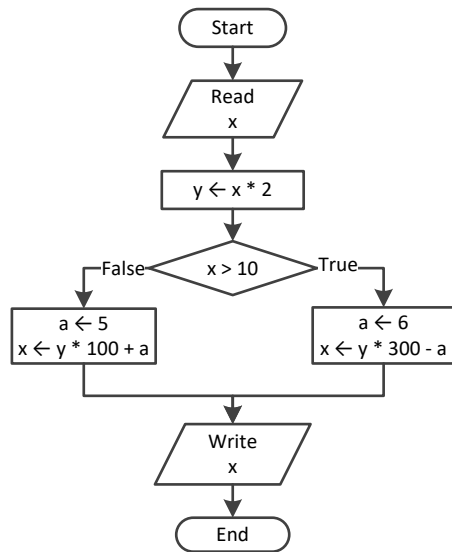 Start
Read
x
y ← x * 2
x > 10
False
True
a ← 5
x ← y * 100 + a
a ← 6
x ← y * 300 - a
Write
x
End